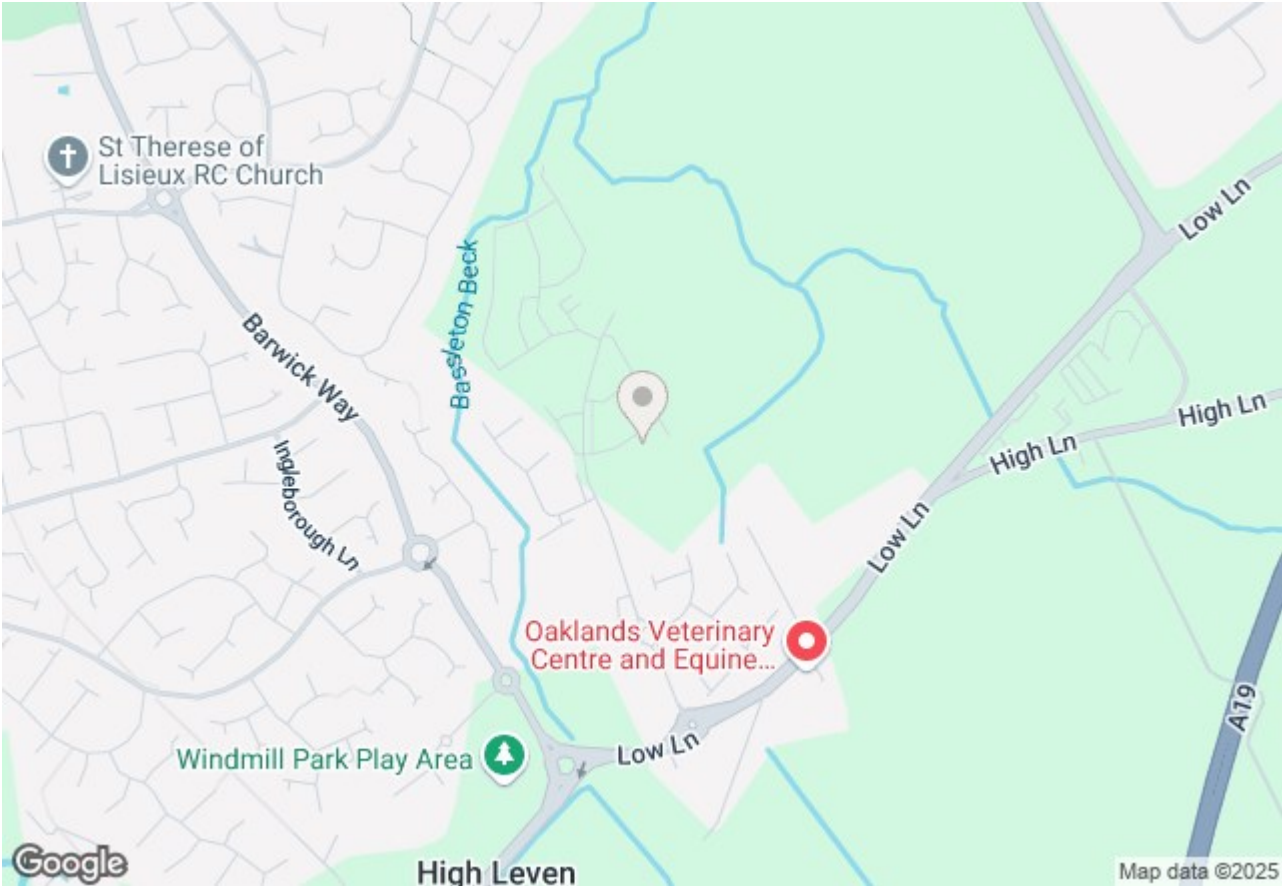 St Therese of
Lisieux RC Church
Low Ln
Bassleton Beck
Barwick Way
High Ln
High Ln
Ingleborough Ln
Low Ln
Oaklands Veterinary
Centre and Equine...
A19
Low Ln
Windmill Park Play Area
High Leven
Google
Map data ©2025